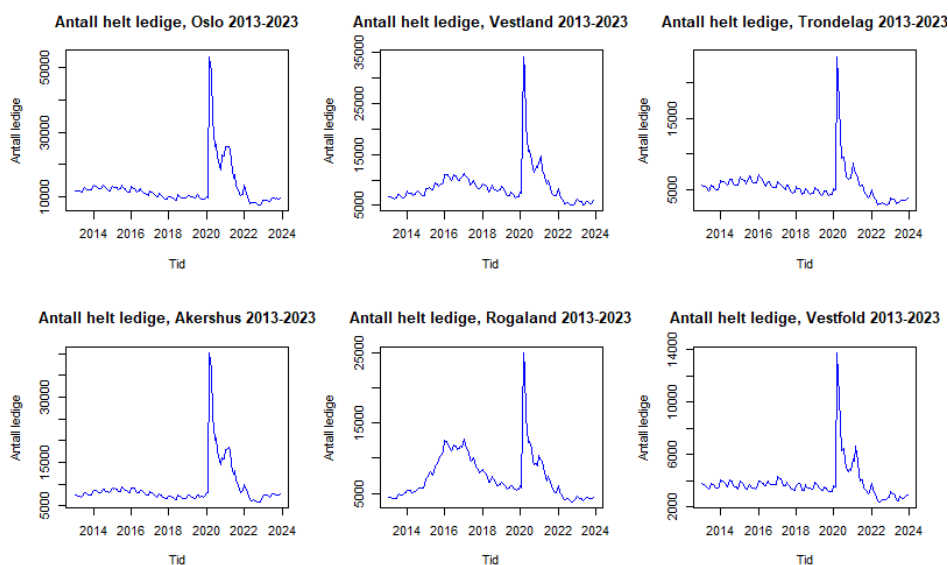 Antall helt ledige, Oslo 2013-2023
Antall ledige
10000
30000
50000
2014 2016 2018 2020 2022 2024
Tid
Antall helt ledige, Vestland 2013-2023
Antall ledige
5000
15000
25000
35000
2014 2016 2018 2020 2022 2024
Tid
Antall helt ledige, Trondelag 2013-2023
Antall ledige
5000
15000
2014 2016 2018 2020 2022 2024
Tid
Antall helt ledige, Akershus 2013-2023
Antall ledige
5000
15000
30000
2014 2016 2018 2020 2022 2024
Tid
Antall helt ledige, Rogaland 2013-2023
Antall ledige
5000
15000
25000
2014 2016 2018 2020 2022 2024
Tid
Antall helt ledige, Vestfold 2013-2023
Antall ledige
2000
6000
10000
14000
2014 2016 2018 2020 2022 2024
Tid